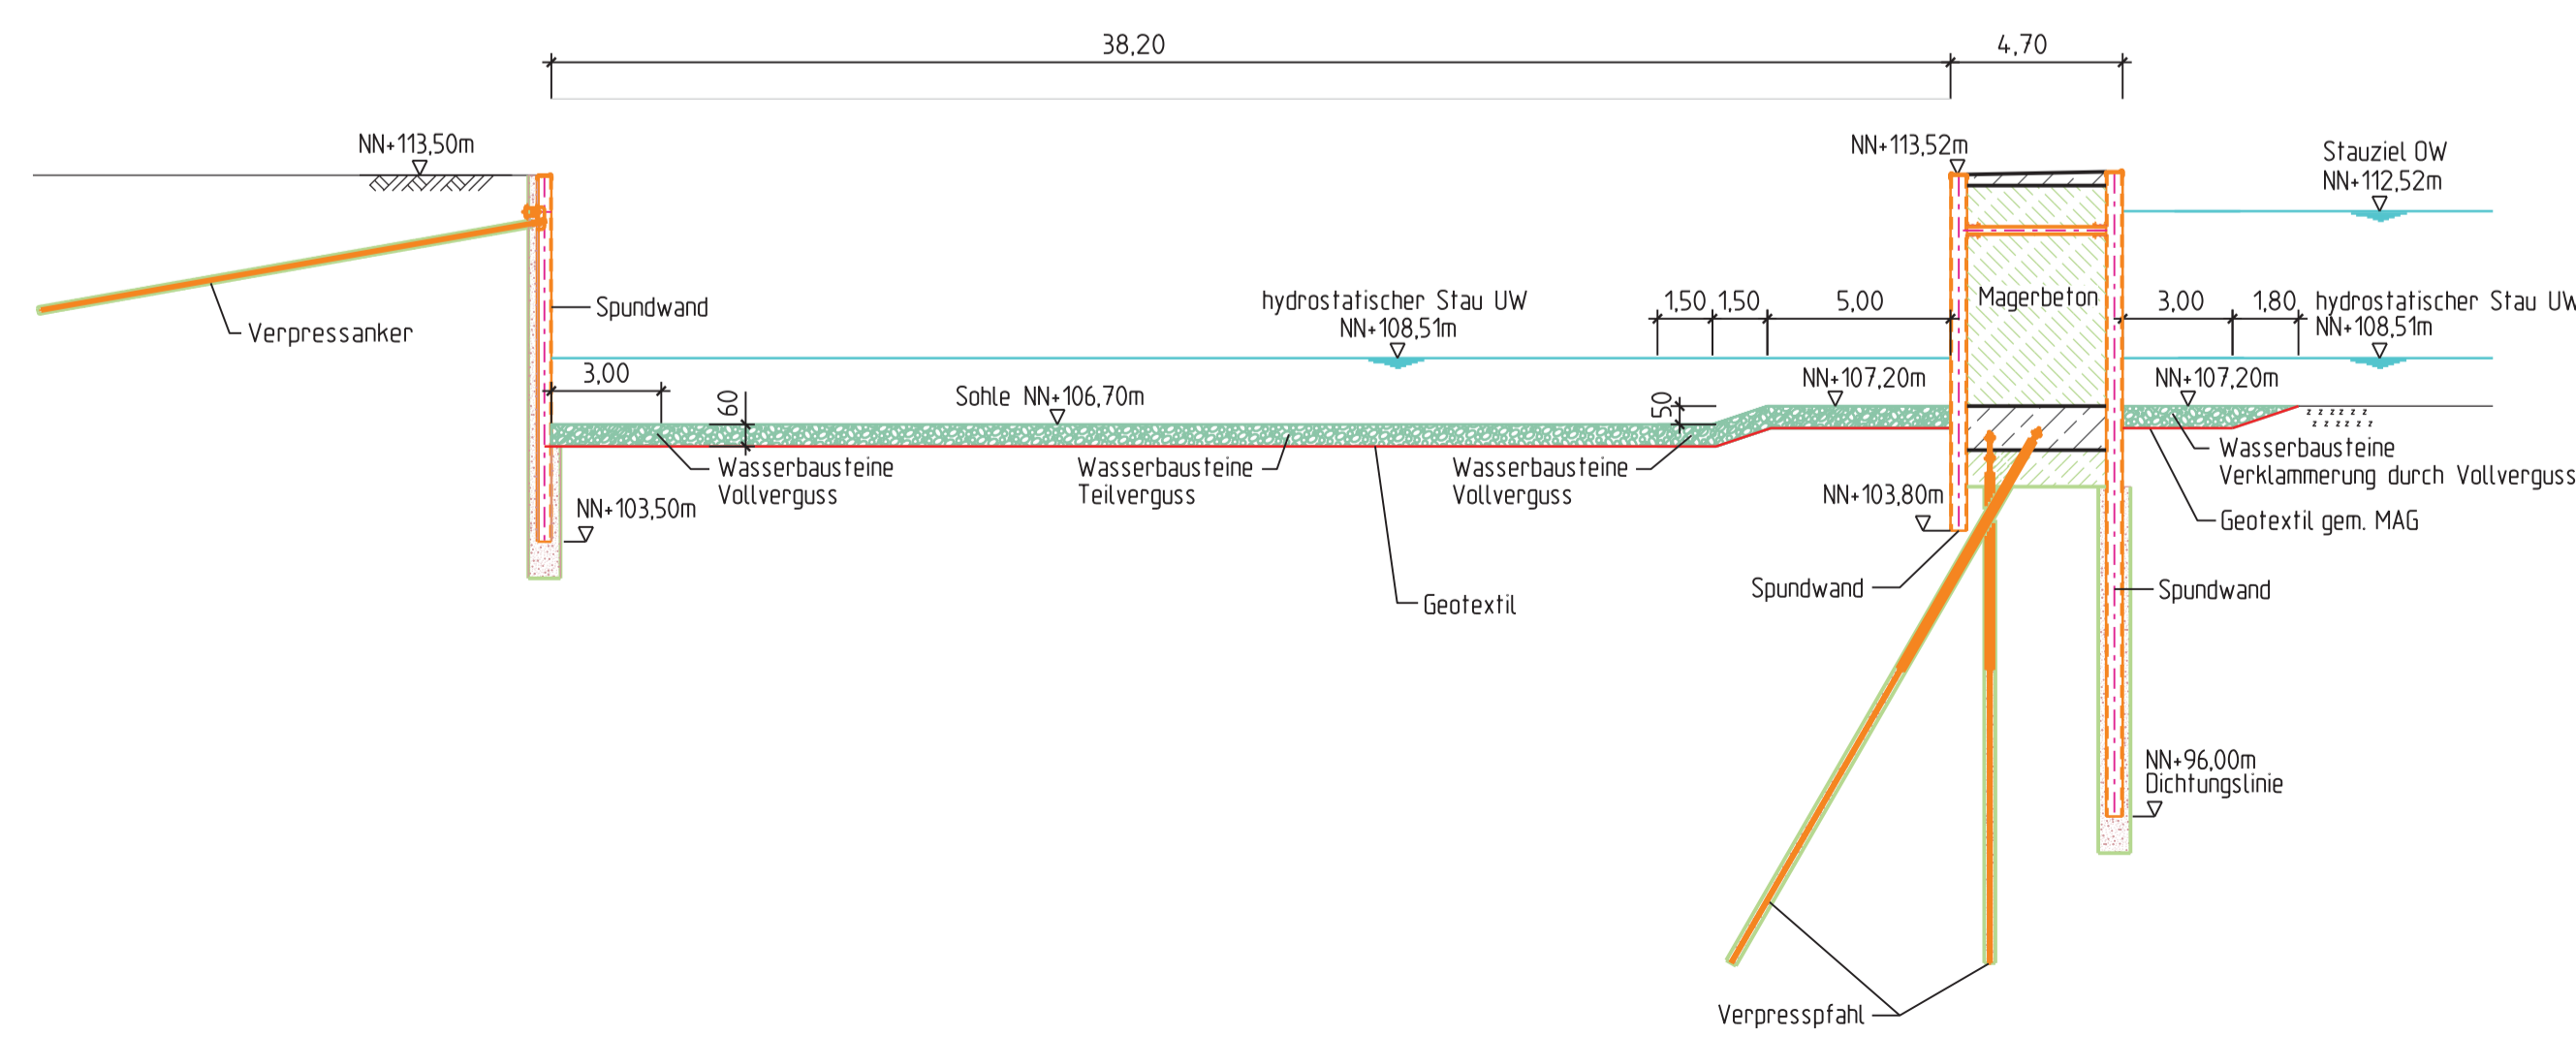 38,20
4,70
NN+113,50m
NN+113,52m
Stauziel OW
NN+112,52m
Spundwand
Verpressanker
hydrostatischer Stau UW
NN+108,51m
1,50
1,50
5,00
Magerbeton
3,00
1,80
hydrostatischer Stau UW
NN+108,51m
3,00
60
Sohle NN+106,70m
50
NN+107,20m
NN+107,20m
Wasserbausteine
Vollverguss
Wasserbausteine
Teilverguss
Wasserbausteine
Vollverguss
Wasserbausteine
Verklammerung durch Vollverguss
NN+103,50m
NN+103,80m
Geotextil gem. MAG
Geotextil
Spundwand
Spundwand
NN+96,00m
Dichtungslinie
Verpresspfahl